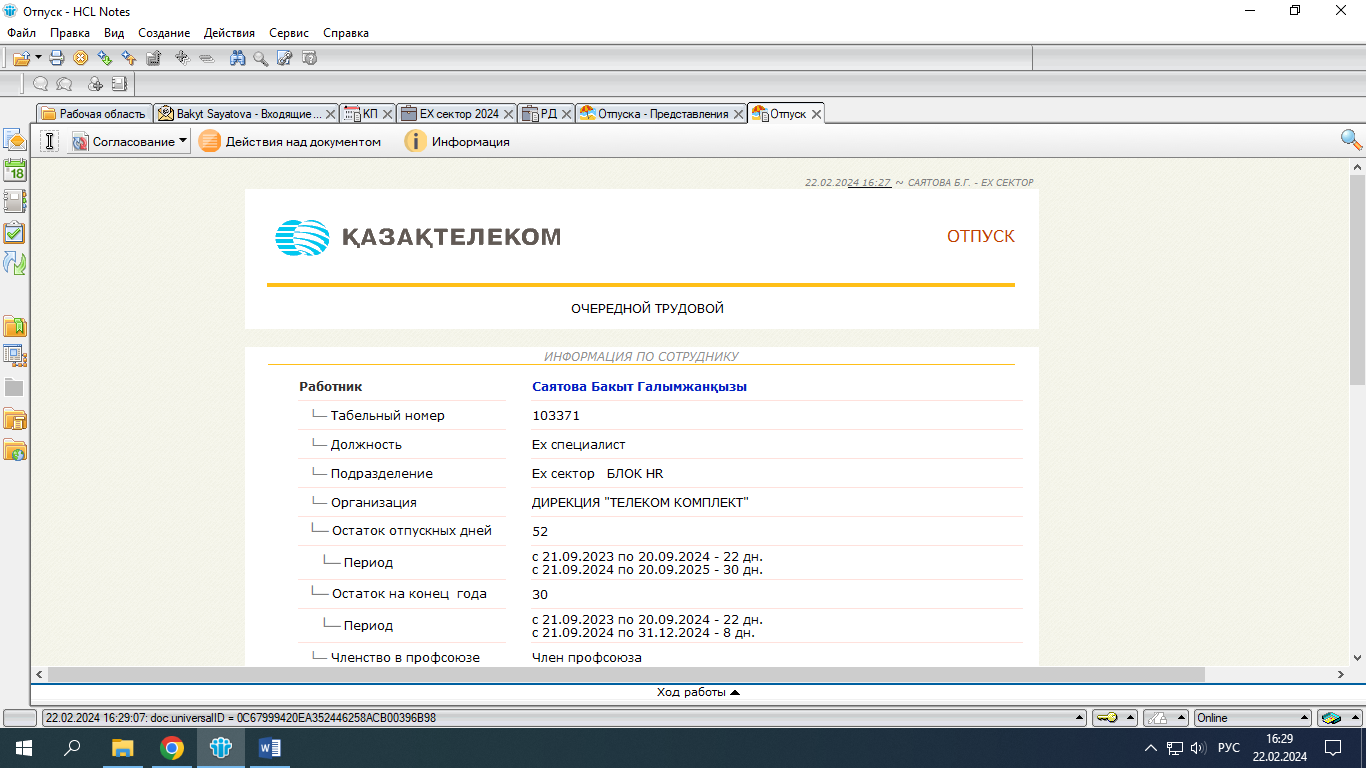 Отпуск - HCL Notes
Файл Правка Вид Создание Действия Сервис Справка
Рабочая область Bakyt Sayatova - Входящие ... КП EX сектор 2024 РД Отпуска - Представления Отпуск
18 Согласование Действия над документом Информация
22.02.2024 16:27 ~ САЯТОВА Б.Г. - EX СЕКТОР
ҚАЗАҚТЕЛЕКОМ ОТПУСК
ОЧЕРЕДНОЙ ТРУДОВОЙ
ИНФОРМАЦИЯ ПО СОТРУДНИКУ
Работник Саятова Бакыт Галымжанқызы
Табельный номер 103371
Должность Ex специалист
Подразделение Ex сектор БЛОК HR
Организация ДИРЕКЦИЯ "ТЕЛЕКОМ КОМПЛЕКТ"
Остаток отпускных дней 52
Период с 21.09.2023 по 20.09.2024 - 22 дн.
с 21.09.2024 по 20.09.2025 - 30 дн.
Остаток на конец года 30
Период с 21.09.2023 по 20.09.2024 - 22 дн.
с 21.09.2024 по 31.12.2024 - 8 дн.
Членство в профсоюзе Член профсоюза
Ход работы
22.02.2024 16:29:07: doc.universalID = 0C67999420EA352446258ACB00396B98 Online
РУС 16:29
22.02.2024